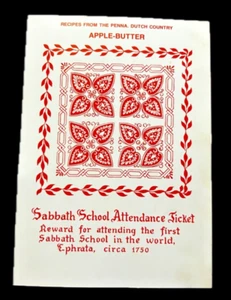 RECIPES FROM THE PENNA. DUTCH COUNTRY
APPLE-BUTTER
Sabbath School Attendance Ticket
Reward for attending the first
Sabbath School in the world,
Ephrata, circa 1750